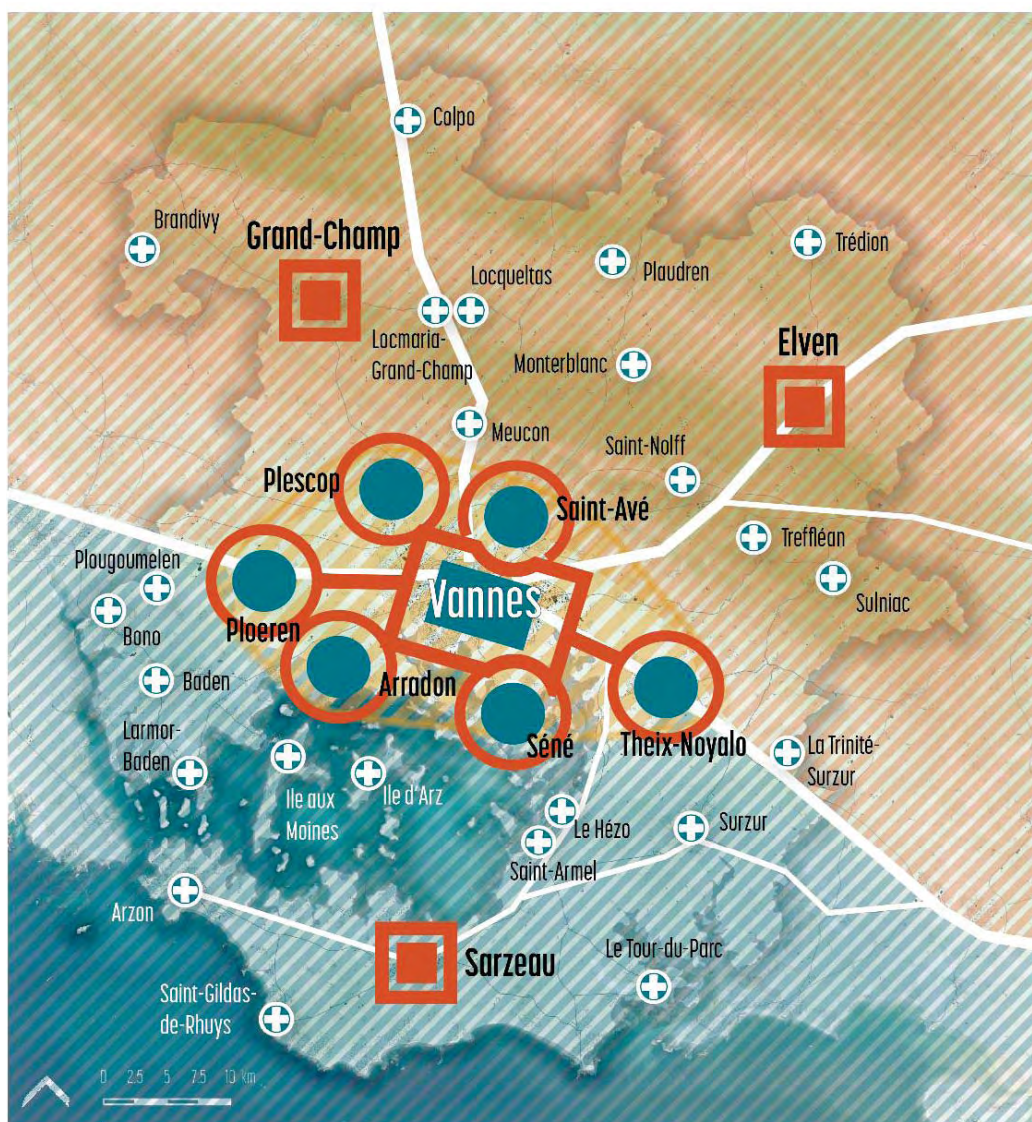 Colpo
Brandivy
Grand-Champ
Trédion
Plaudren
Locqueltas
Locmaria-
Grand-Champ
Monterblanc
Elven
Meucon
Saint-Nolff
Plescop
Saint-Avé
Treffléan
Plougoumelen
Sulniac
Vannes
Bono
Ploeren
Baden
Arradon
Séné
Theix-Noyalo
Larmor-
Baden
La Trinité-
Surzur
Ile aux
Moines
Ile d'Arz
Le Hézo
Surzur
Saint-Armel
Arzon
Sarzeau
Le Tour-du-Parc
Saint-Gildas-
de-Rhuys
0 2.5 5 7.5 10 km